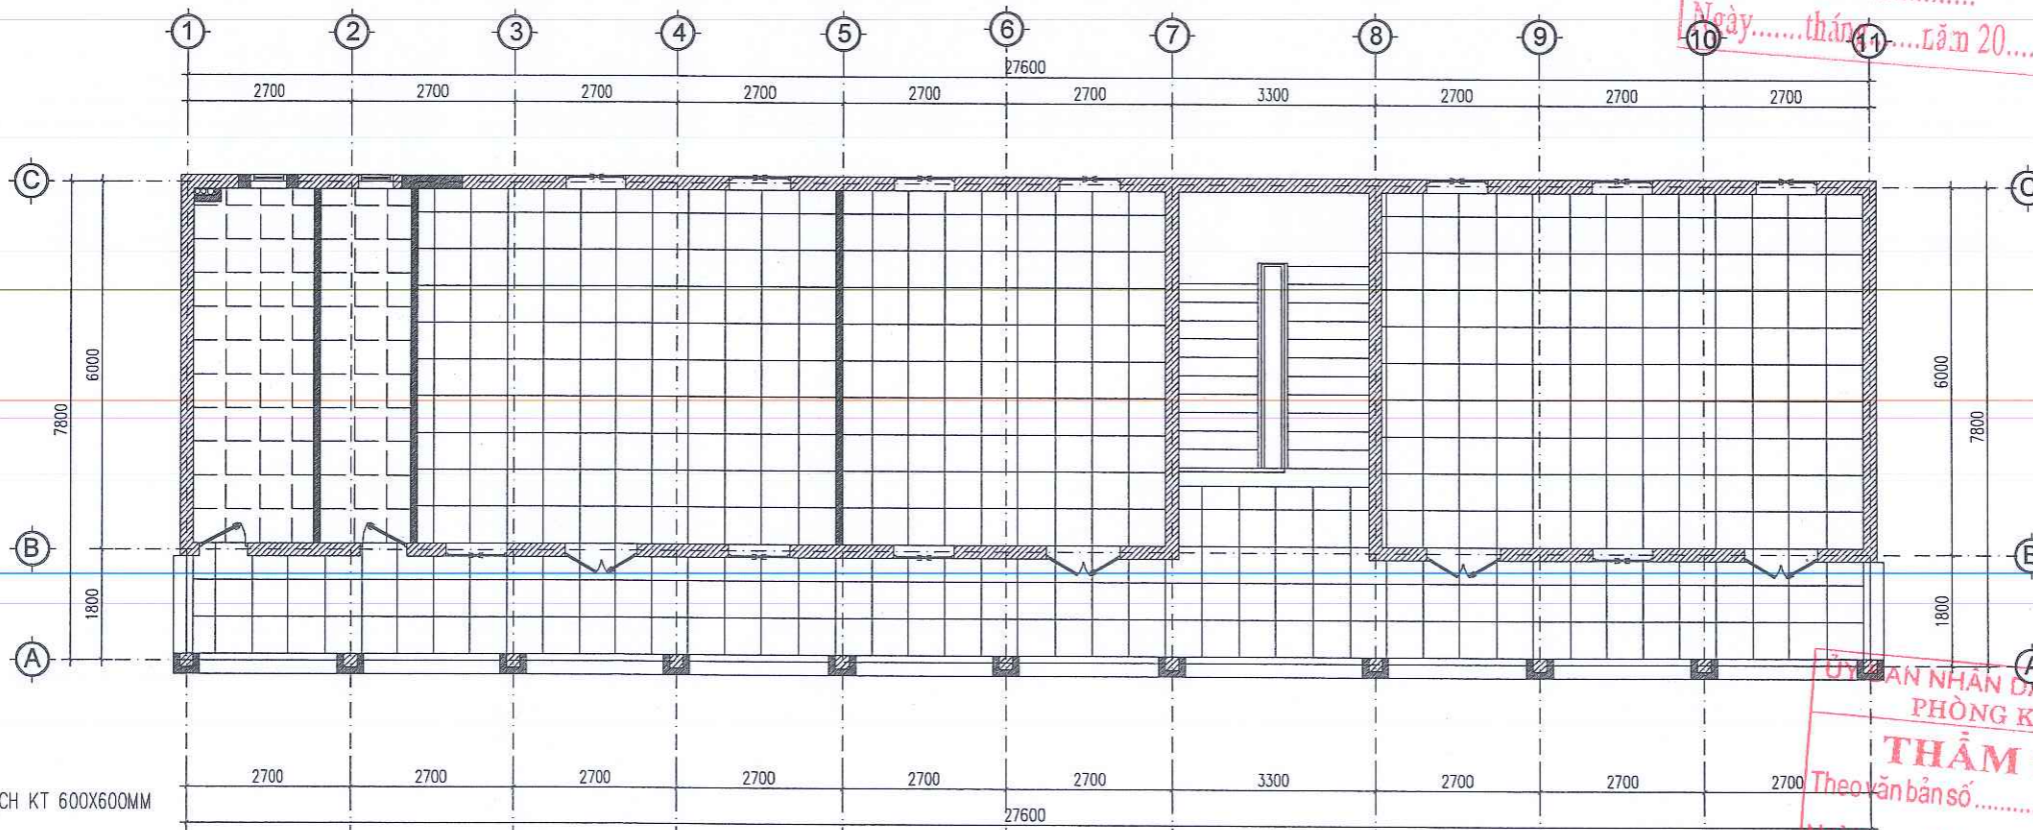 Ngày.......tháng.......năm 20....
1 2 3 4 5 6 7 8 9 10 11
27600
2700 2700 2700 2700 2700 2700 3300 2700 2700 2700
C C
6000 6000
7800 7800
B B
1800 1800
A A
ỦY BAN NHÂN D
PHÒNG K
THẨM
2700 2700 2700 2700 2700 2700 3300 2700 2700 2700
Theo văn bản số..........
CH KT 600X600MM
27600